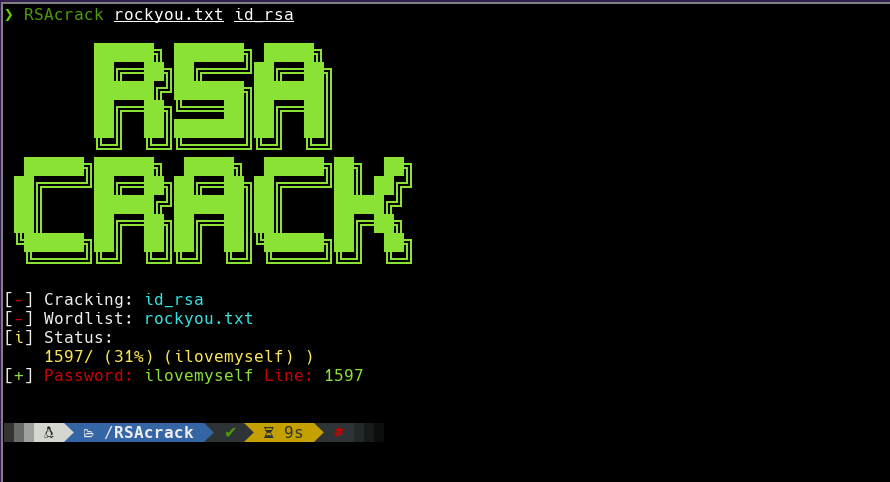 ❯ RSAcrack rockyou.txt id_rsa
RSA
CRACK
[-] Cracking: id_rsa
[-] Wordlist: rockyou.txt
[i] Status:
1597/ (31%) (ilovemyself) )
[+] Password: ilovemyself Line: 1597
/RSAcrack ✔ 9s #